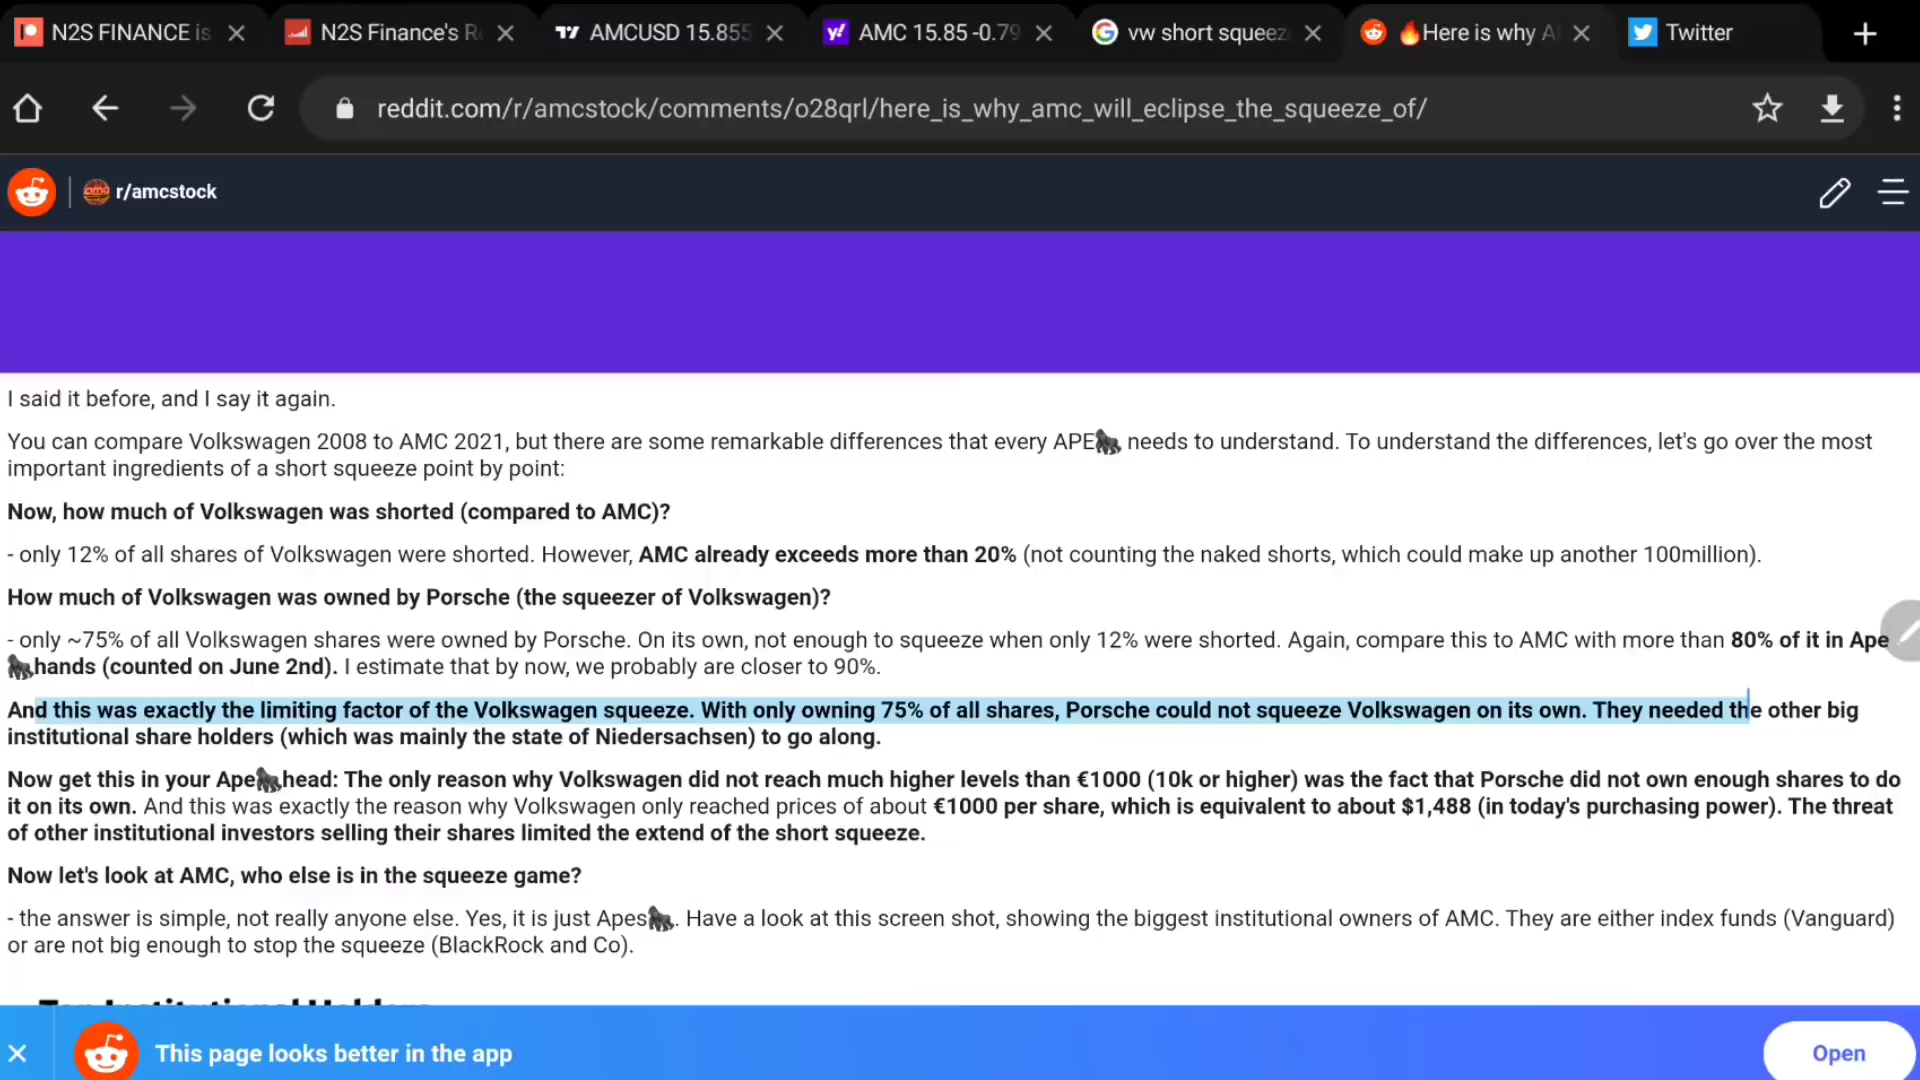 N2S FINANCE is
N2S Finance's R
AMCUSD 15.855
AMC 15.85 -0.79
vw short squeez
🔥Here is why A
Twitter
reddit.com/r/amcstock/comments/o28qrl/here_is_why_amc_will_eclipse_the_squeeze_of/
r/amcstock
I said it before, and I say it again.
You can compare Volkswagen 2008 to AMC 2021, but there are some remarkable differences that every APE🦍 needs to understand. To understand the differences, let's go over the most
important ingredients of a short squeeze point by point:
Now, how much of Volkswagen was shorted (compared to AMC)?
- only 12% of all shares of Volkswagen were shorted. However, AMC already exceeds more than 20% (not counting the naked shorts, which could make up another 100million).
How much of Volkswagen was owned by Porsche (the squeezer of Volkswagen)?
- only ~75% of all Volkswagen shares were owned by Porsche. On its own, not enough to squeeze when only 12% were shorted. Again, compare this to AMC with more than 80% of it in Ape
🦍hands (counted on June 2nd). I estimate that by now, we probably are closer to 90%.
And this was exactly the limiting factor of the Volkswagen squeeze. With only owning 75% of all shares, Porsche could not squeeze Volkswagen on its own. They needed the other big
institutional share holders (which was mainly the state of Niedersachsen) to go along.
Now get this in your Ape🦍head: The only reason why Volkswagen did not reach much higher levels than €1000 (10k or higher) was the fact that Porsche did not own enough shares to do
it on its own. And this was exactly the reason why Volkswagen only reached prices of about €1000 per share, which is equivalent to about $1,488 (in today's purchasing power). The threat
of other institutional investors selling their shares limited the extend of the short squeeze.
Now let's look at AMC, who else is in the squeeze game?
- the answer is simple, not really anyone else. Yes, it is just Apes🦍. Have a look at this screen shot, showing the biggest institutional owners of AMC. They are either index funds (Vanguard)
or are not big enough to stop the squeeze (BlackRock and Co).
Top Institutional Holders
This page looks better in the app
Open